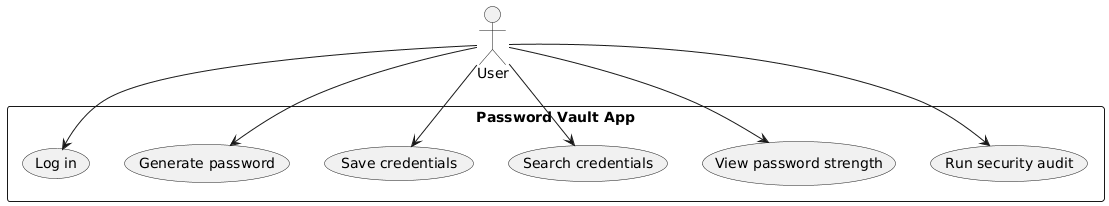 User
Password Vault App
Log in
Generate password
Save credentials
Search credentials
View password strength
Run security audit